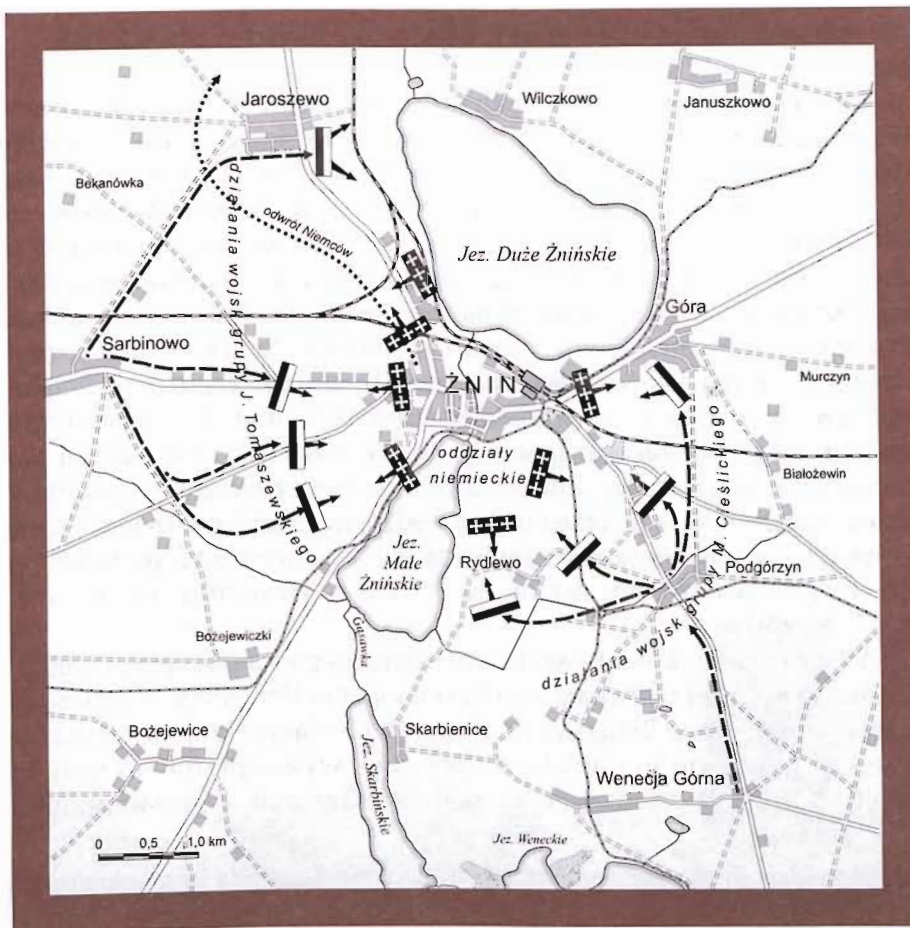 Jaroszewo
Wilczkowo
Januszkowo
Bekanówka
działania wojsk grupy J. Tomaszewskiego
odwrót Niemców
Jez. Duże Żnińskie
Góra
Sarbinowo
ŻNIN
Murczyn
oddziały
niemieckie
Białożewin
działania wojsk grupy M. Cieślickiego
Jez.
Małe
Żnińskie
Rydlewo
Podgórzyn
Gąsawka
Bożejewiczki
Bożejewice
Skarbienice
Jez. Skarbińskie
Wenecja Górna
Jez. Weneckie
0 0,5 1,0 km